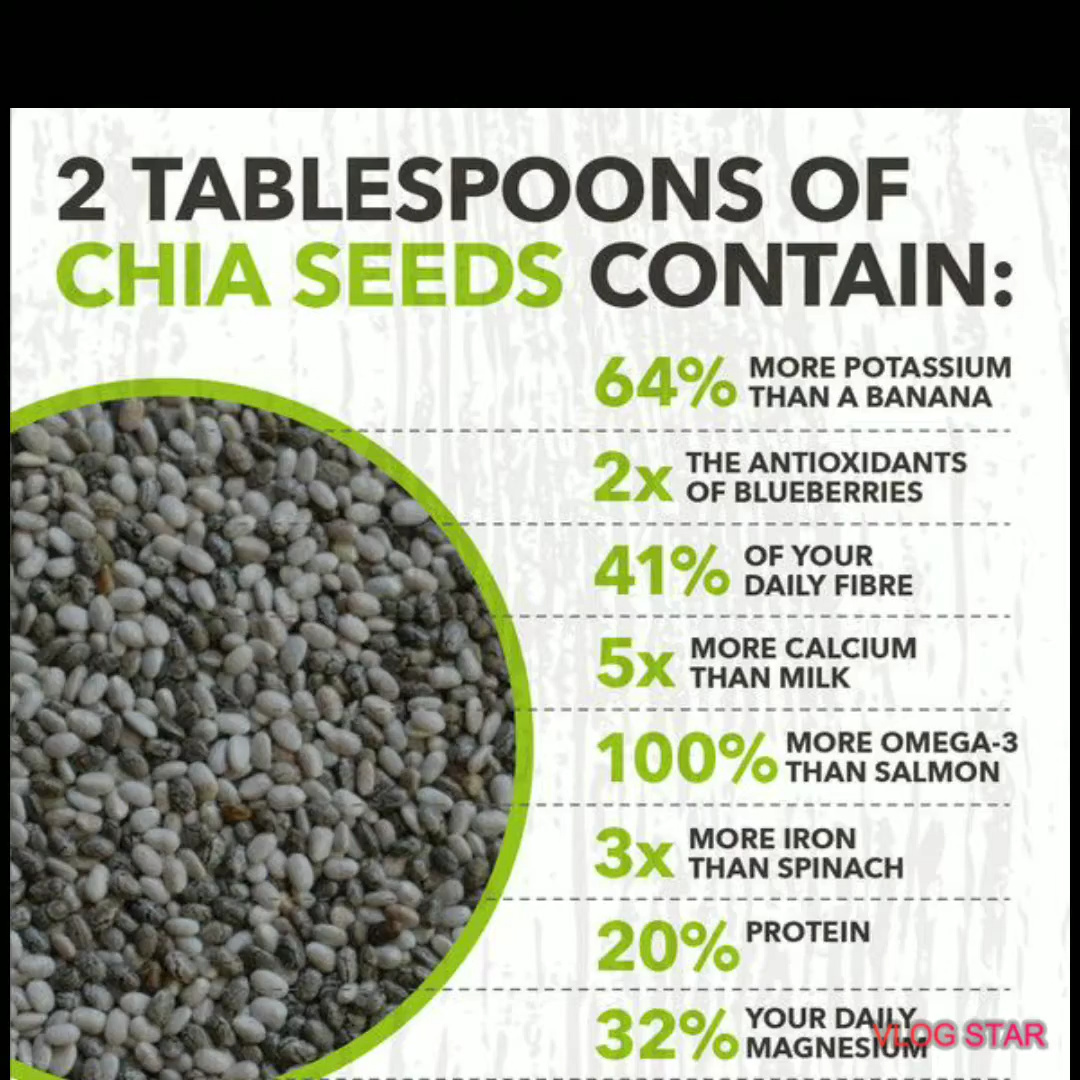 2 TABLESPOONS OF
CHIA SEEDS CONTAIN:
64% MORE POTASSIUM
THAN A BANANA
2x THE ANTIOXIDANTS
OF BLUEBERRIES
41% OF YOUR
DAILY FIBRE
5x MORE CALCIUM
THAN MILK
100% MORE OMEGA-3
THAN SALMON
3x MORE IRON
THAN SPINACH
20% PROTEIN
32% YOUR DAILY
MAGNESIUM
VLOG STAR